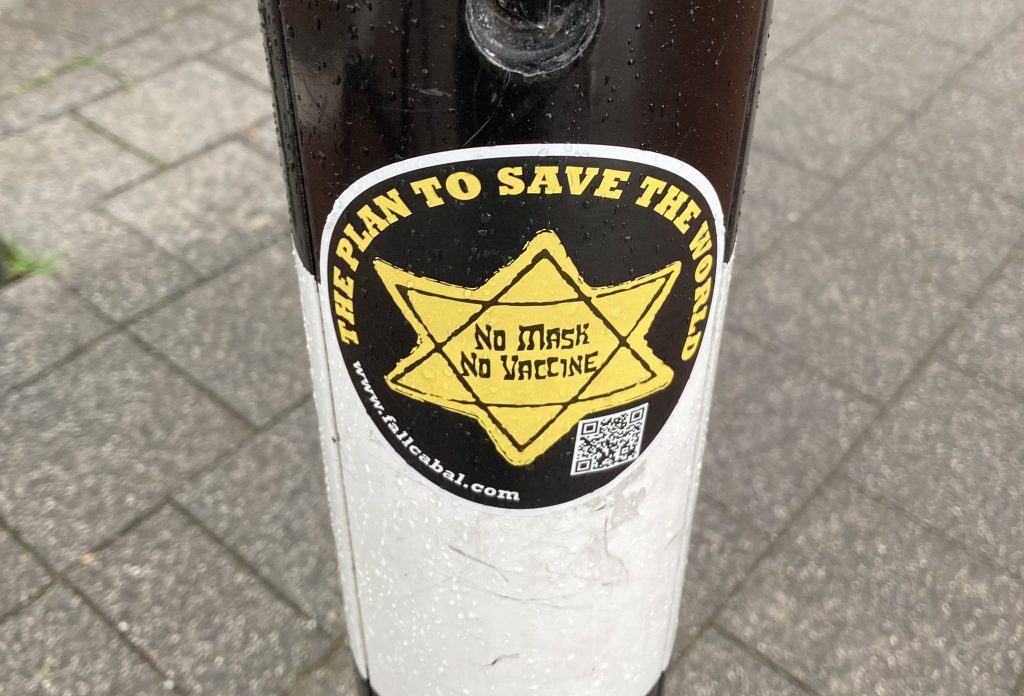 THE PLAN TO SAVE THE WORLD
No Mask
No Vaccine
www.fallcabal.com